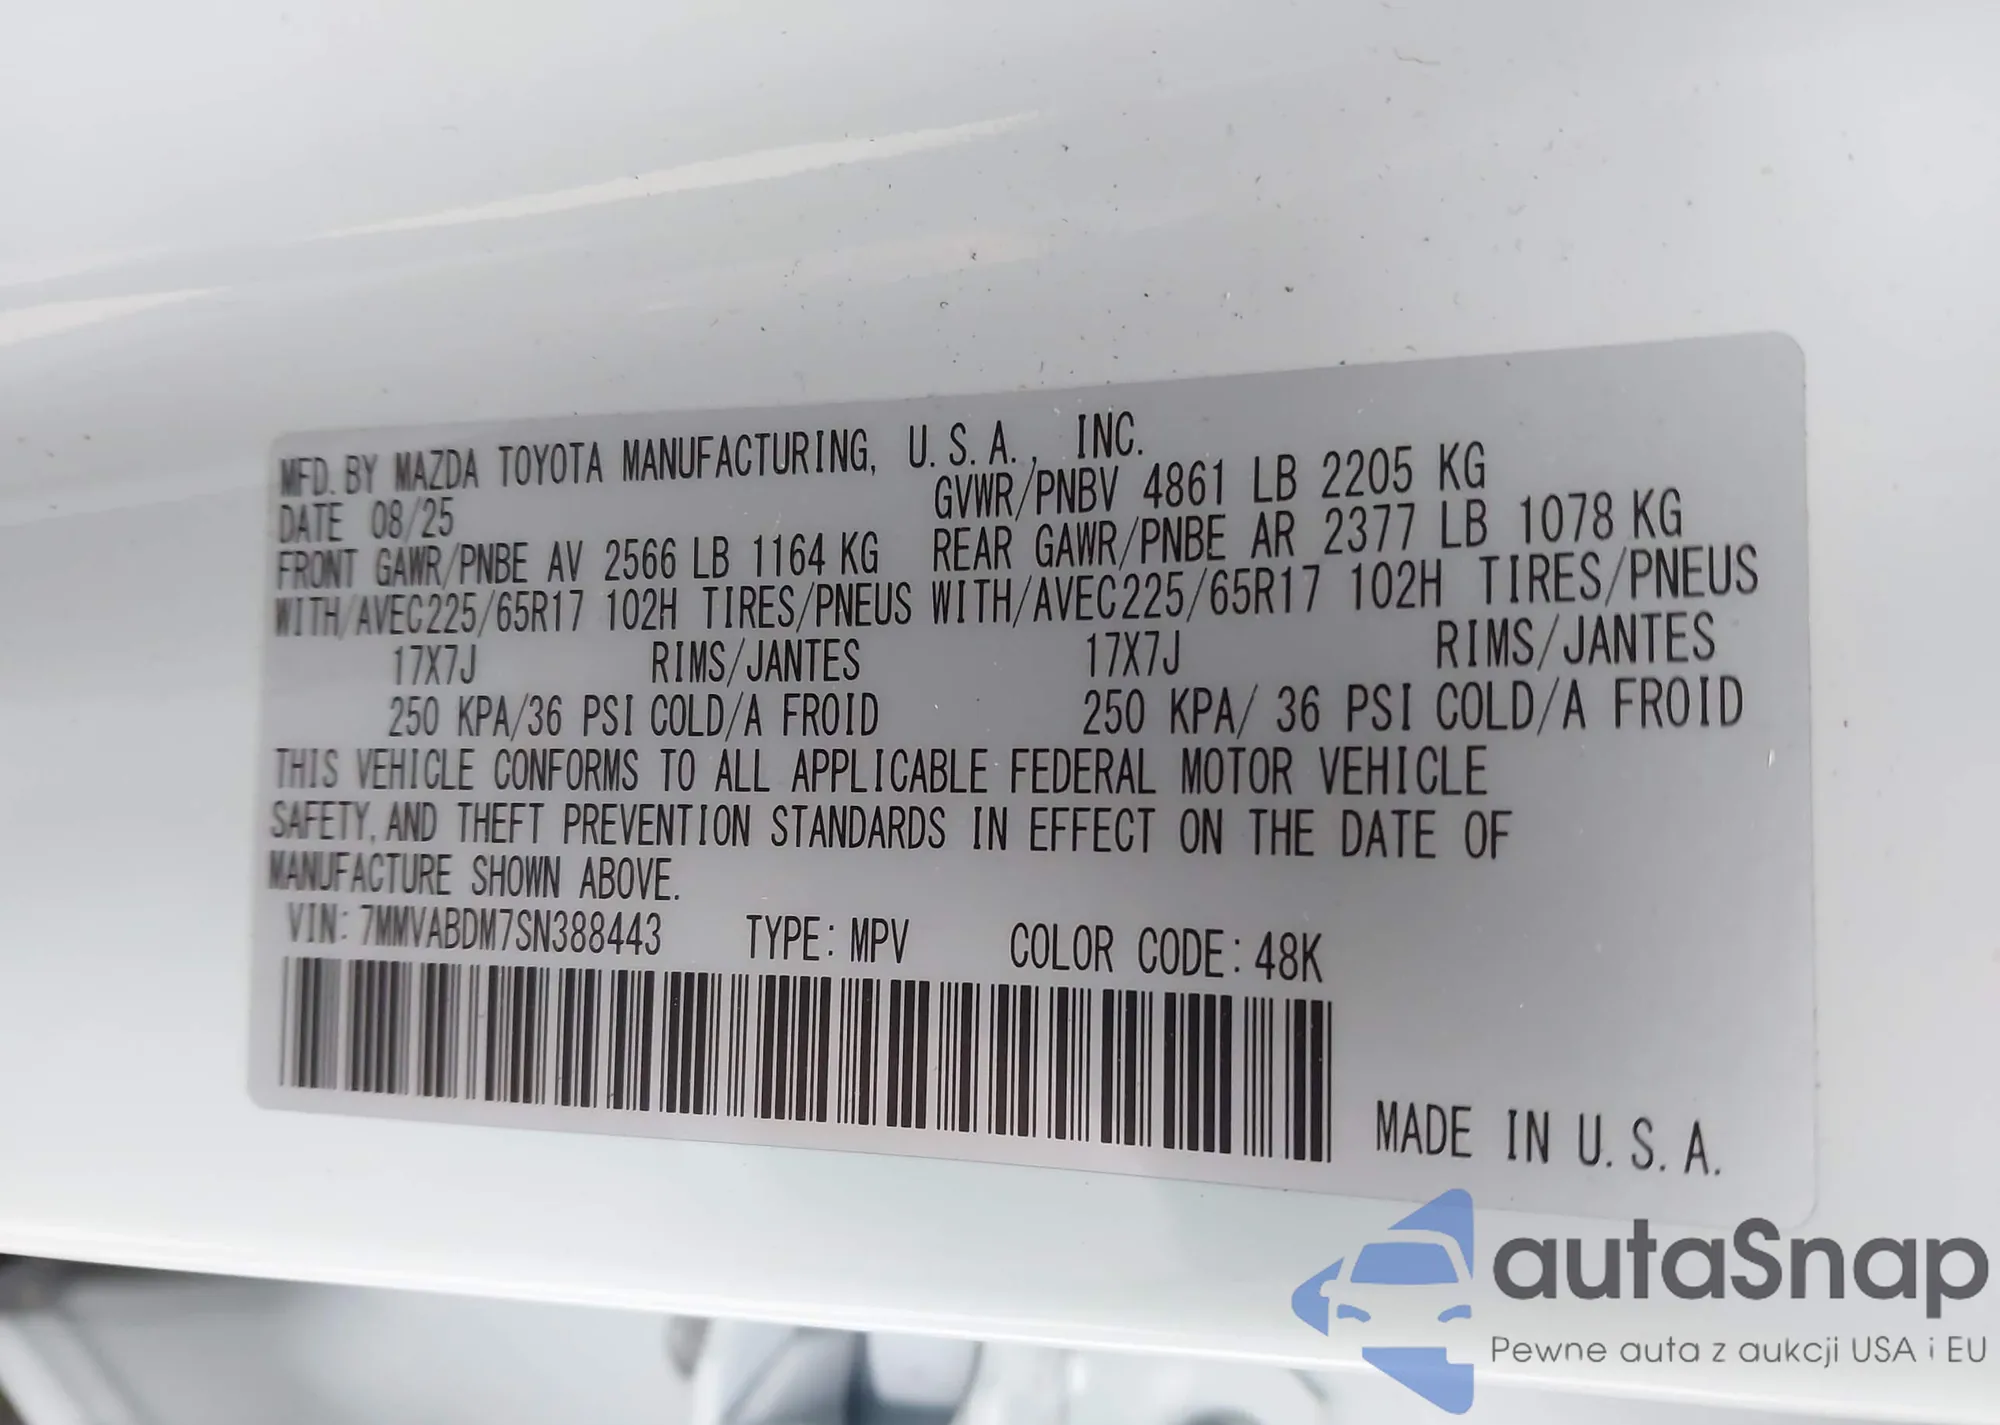 MFD. BY MAZDA TOYOTA MANUFACTURING, U.S.A., INC.
DATE 08/25 GVWR/PNBV 4861 LB 2205 KG
FRONT GAWR/PNBE AV 2566 LB 1164 KG REAR GAWR/PNBE AR 2377 LB 1078 KG
WITH/AVEC225/65R17 102H TIRES/PNEUS WITH/AVEC225/65R17 102H TIRES/PNEUS
17X7J RIMS/JANTES 17X7J RIMS/JANTES
250 KPA/36 PSI COLD/A FROID 250 KPA/ 36 PSI COLD/A FROID
THIS VEHICLE CONFORMS TO ALL APPLICABLE FEDERAL MOTOR VEHICLE
SAFETY, AND THEFT PREVENTION STANDARDS IN EFFECT ON THE DATE OF
MANUFACTURE SHOWN ABOVE.
VIN: 7MMVABDM7SN388443 TYPE: MPV COLOR CODE: 48K
MADE IN U.S.A.
autaSnap
Pewne auta z aukcji USA i EU